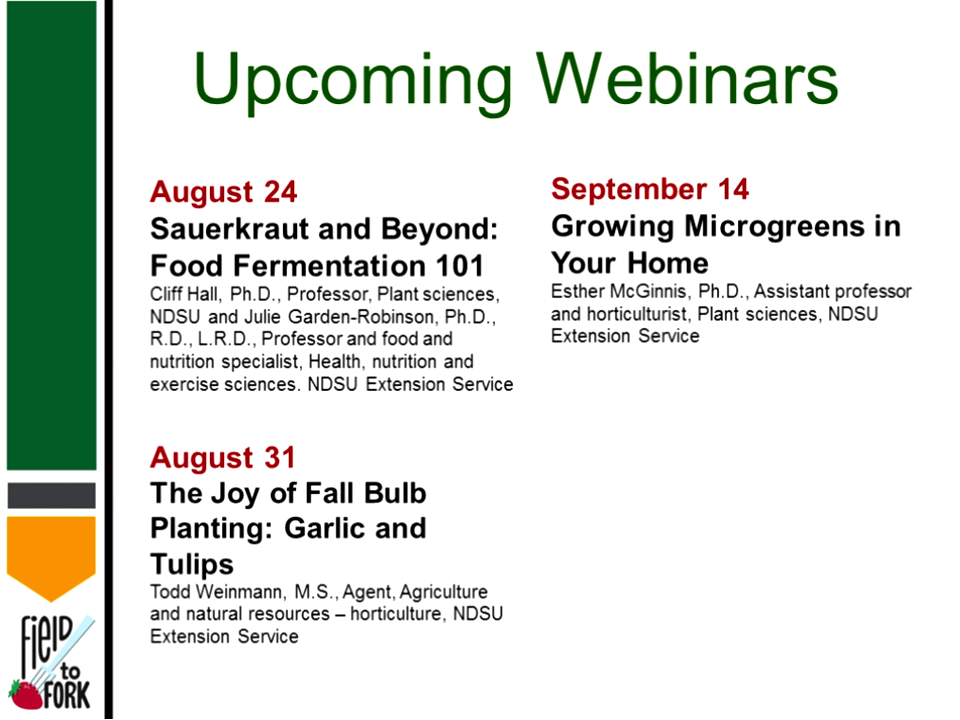 Upcoming Webinars
August 24
Sauerkraut and Beyond:
Food Fermentation 101
Cliff Hall, Ph.D., Professor, Plant sciences,
NDSU and Julie Garden-Robinson, Ph.D.,
R.D., L.R.D., Professor and food and
nutrition specialist, Health, nutrition and
exercise sciences. NDSU Extension Service
August 31
The Joy of Fall Bulb
Planting: Garlic and
Tulips
Todd Weinmann, M.S., Agent, Agriculture
and natural resources – horticulture, NDSU
Extension Service
September 14
Growing Microgreens in
Your Home
Esther McGinnis, Ph.D., Assistant professor
and horticulturist, Plant sciences, NDSU
Extension Service
field
to
FORK